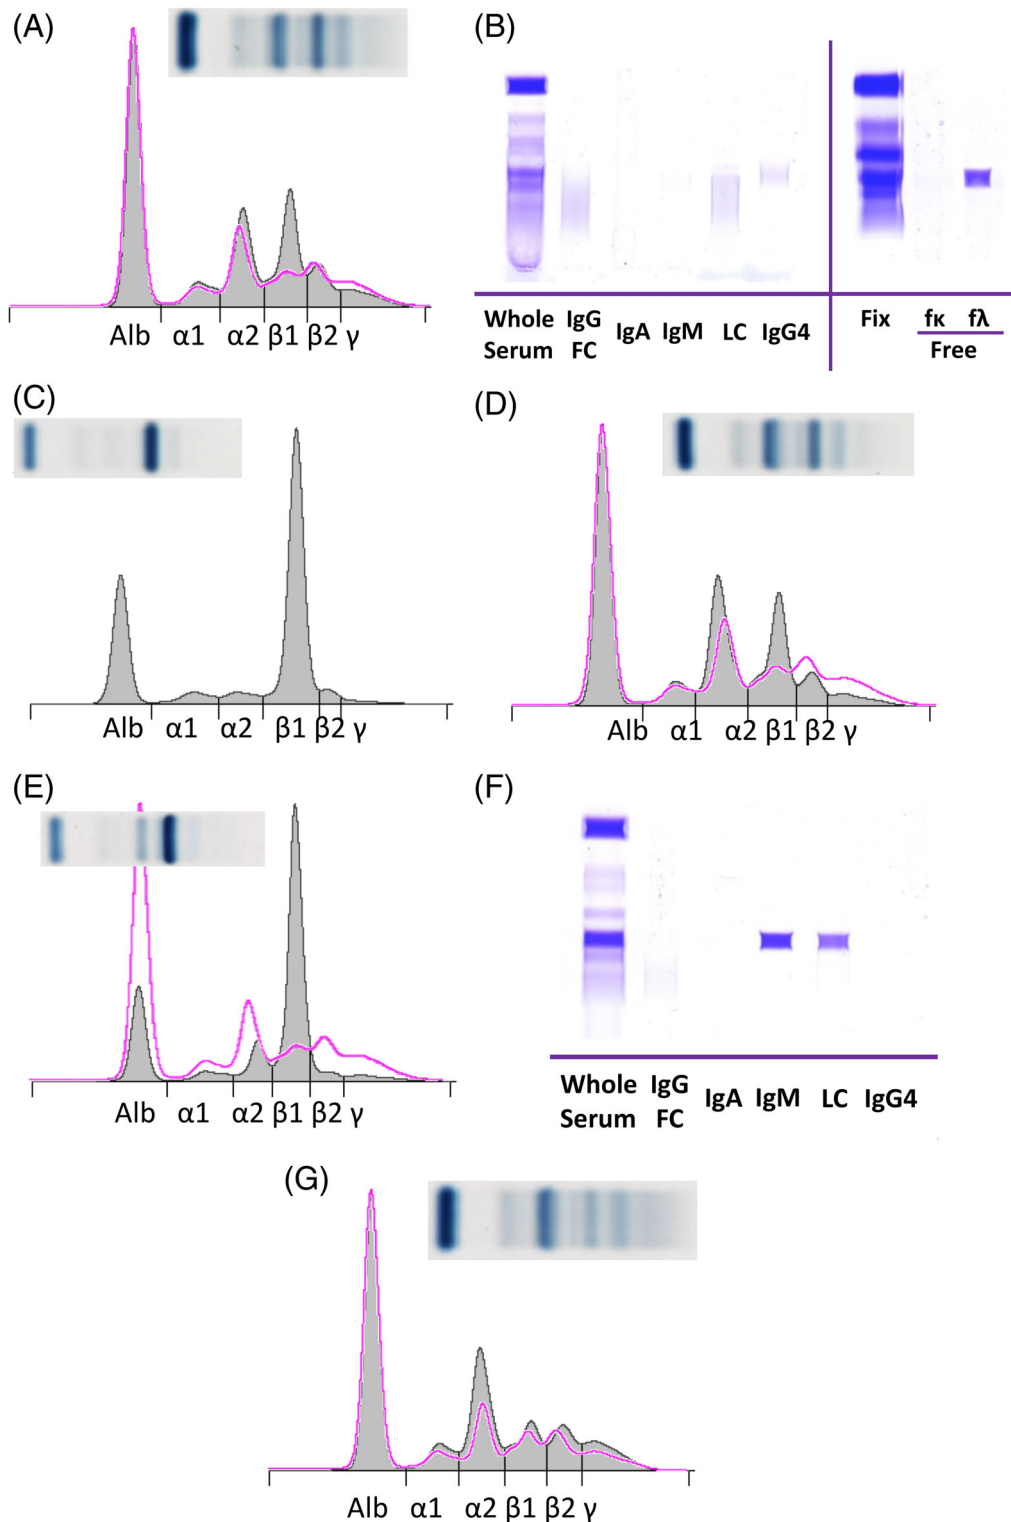 (A)
Alb α1 α2 β1 β2 γ
(B)
Whole Serum IgG FC IgA IgM LC IgG4 Fix fκ fλ
Free
(C)
Alb α1 α2 β1 β2 γ
(D)
Alb α1 α2 β1 β2 γ
(E)
Alb α1 α2 β1 β2 γ
(F)
Whole Serum IgG FC IgA IgM LC IgG4
(G)
Alb α1 α2 β1 β2 γ